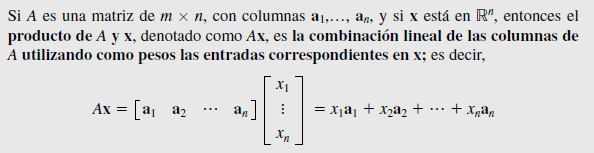 Si A es una matriz de m × n, con columnas a₁,..., aₙ, y si x está en ℝⁿ, entonces el
producto de A y x, denotado como Ax, es la combinación lineal de las columnas de
A utilizando como pesos las entradas correspondientes en x; es decir,
Ax = [a₁ a₂ ⋯ aₙ] [x₁ ⋮ xₙ] = x₁a₁ + x₂a₂ + ⋯ + xₙaₙ